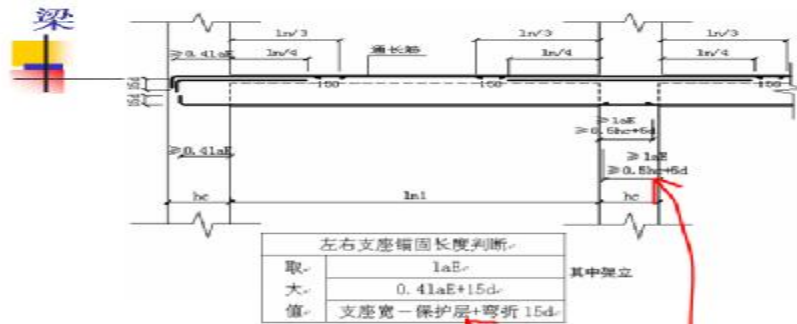 梁
ln/3
ln/3
ln/3
≥0.4laE
ln/4
通长筋
ln/4
ln/4
15d
150
150
150
15d
≥laE
≥0.5hc+5d
≥0.4laE
≥laE
≥0.5hc+5d
hc
ln1
hc
左右支座锚固长度判断
取
laE
大
0.4laE+15d
其中架立
值
支座宽-保护层+弯折 15d